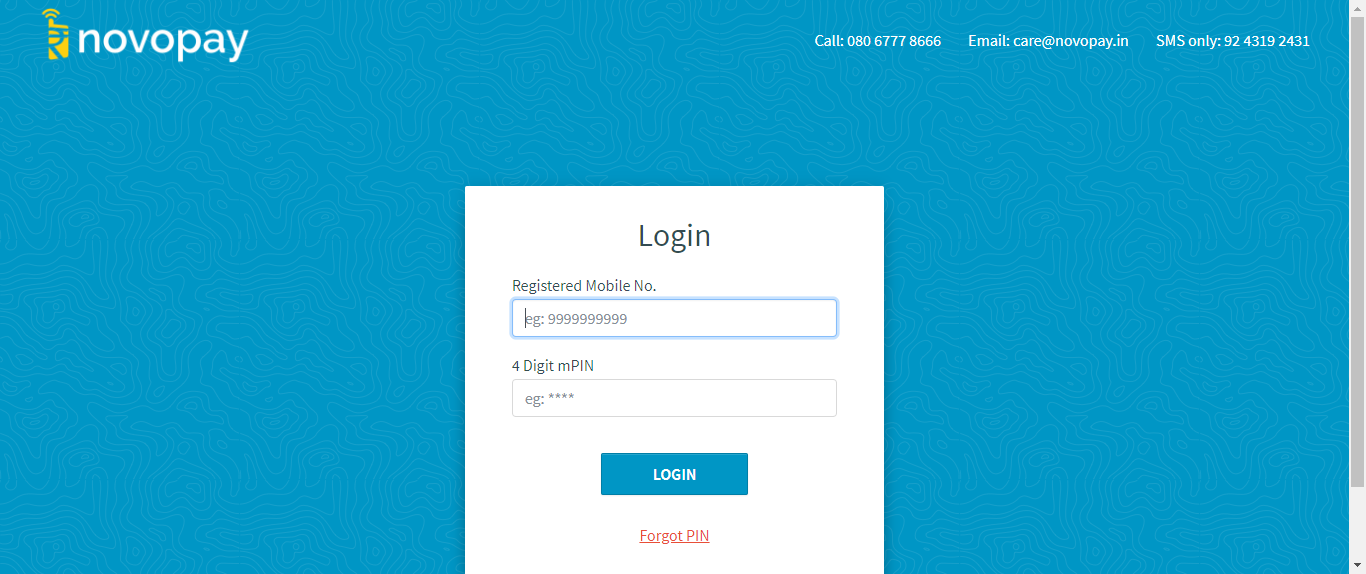 novopay
Call: 080 6777 8666 Email: care@novopay.in SMS only: 92 4319 2431
Login
Registered Mobile No.
eg: 9999999999
4 Digit mPIN
eg: ****
LOGIN
Forgot PIN